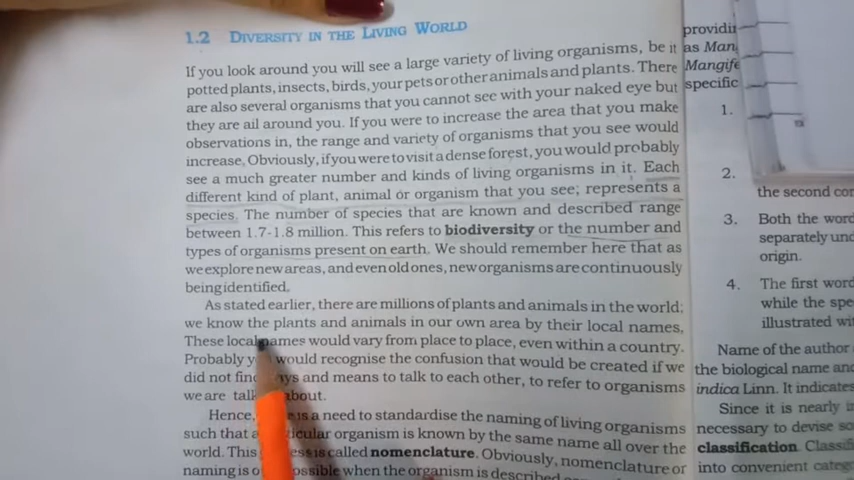 1.2 DIVERSITY IN THE LIVING WORLD
If you look around you will see a large variety of living organisms, be it
potted plants, insects, birds, your pets or other animals and plants. There
are also several organisms that you cannot see with your naked eye but
they are all around you. If you were to increase the area that you make
observations in, the range and variety of organisms that you see would
increase. Obviously, if you were to visit a dense forest, you would probably
see a much greater number and kinds of living organisms in it. Each
different kind of plant, animal or organism that you see, represents a
species. The number of species that are known and described range
between 1.7-1.8 million. This refers to biodiversity or the number and
types of organisms present on earth. We should remember here that as
we explore new areas, and even old ones, new organisms are continuously
being identified.
As stated earlier, there are millions of plants and animals in the world;
we know the plants and animals in our own area by their local names.
These local names would vary from place to place, even within a country.
Probably would recognise the confusion that would be created if we
did not find and means to talk to each other, to refer to organisms
we are about.
Hence, is a need to standardise the naming of living organisms
such that a organism is known by the same name all over the
world. This is called nomenclature. Obviously, nomenclature or
naming is when the organism is described
as Man
Mangife
specific
1.
2.
the second
3. Both the word
separately
origin.
4. The first word
while the
illustrated
Name of the author
the biological name and
indica Linn. It indicates
Since it is nearly
necessary to devise
classification.
into convenient